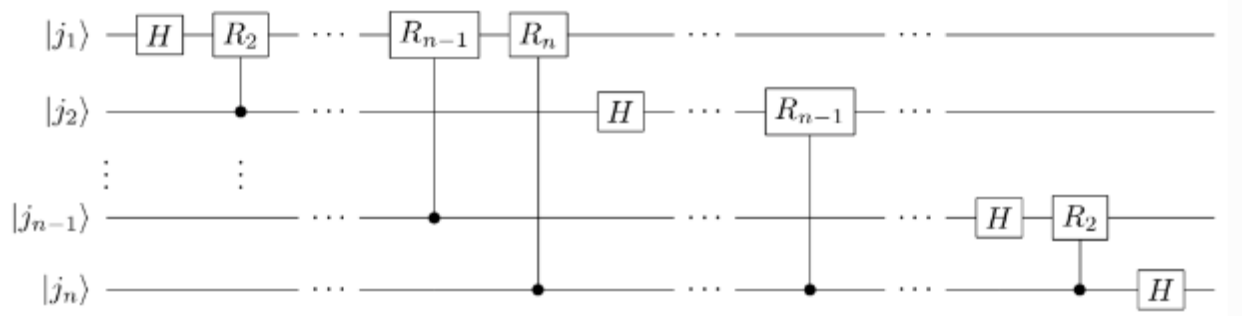 |j₁⟩ H R₂ ··· Rₙ₋₁ Rₙ ··· ···
|j₂⟩ ··· H ··· Rₙ₋₁ ···
⋮ ⋮
|jₙ₋₁⟩ ··· ··· ··· H R₂
|jₙ⟩ ··· ··· ··· H